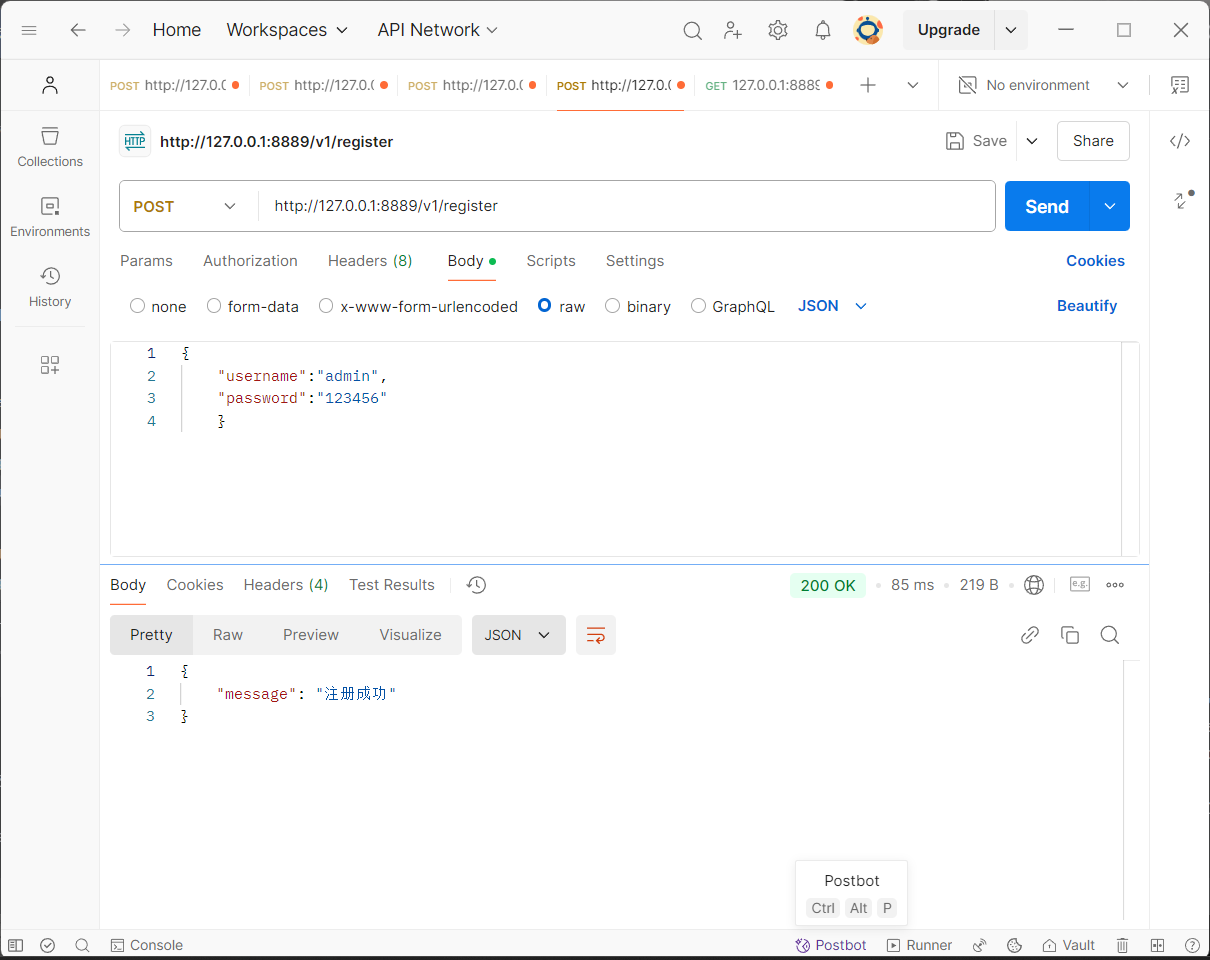 Home Workspaces API Network Upgrade
POST http://127.0.0 POST http://127.0.0 POST http://127.0.0 POST http://127.0.0 GET 127.0.0.1:8889 No environment
HTTP http://127.0.0.1:8889/v1/register Save Share
Collections
Environments
History
POST http://127.0.0.1:8889/v1/register Send
Params Authorization Headers (8) Body Scripts Settings Cookies
none form-data x-www-form-urlencoded raw binary GraphQL JSON Beautify
1 {
2 "username":"admin",
3 "password":"123456"
4 }
Body Cookies Headers (4) Test Results 200 OK 85 ms 219 B e.g.
Pretty Raw Preview Visualize JSON
1 {
2 "message": "注册成功"
3 }
Postbot
Ctrl Alt P
Console Postbot Runner Vault